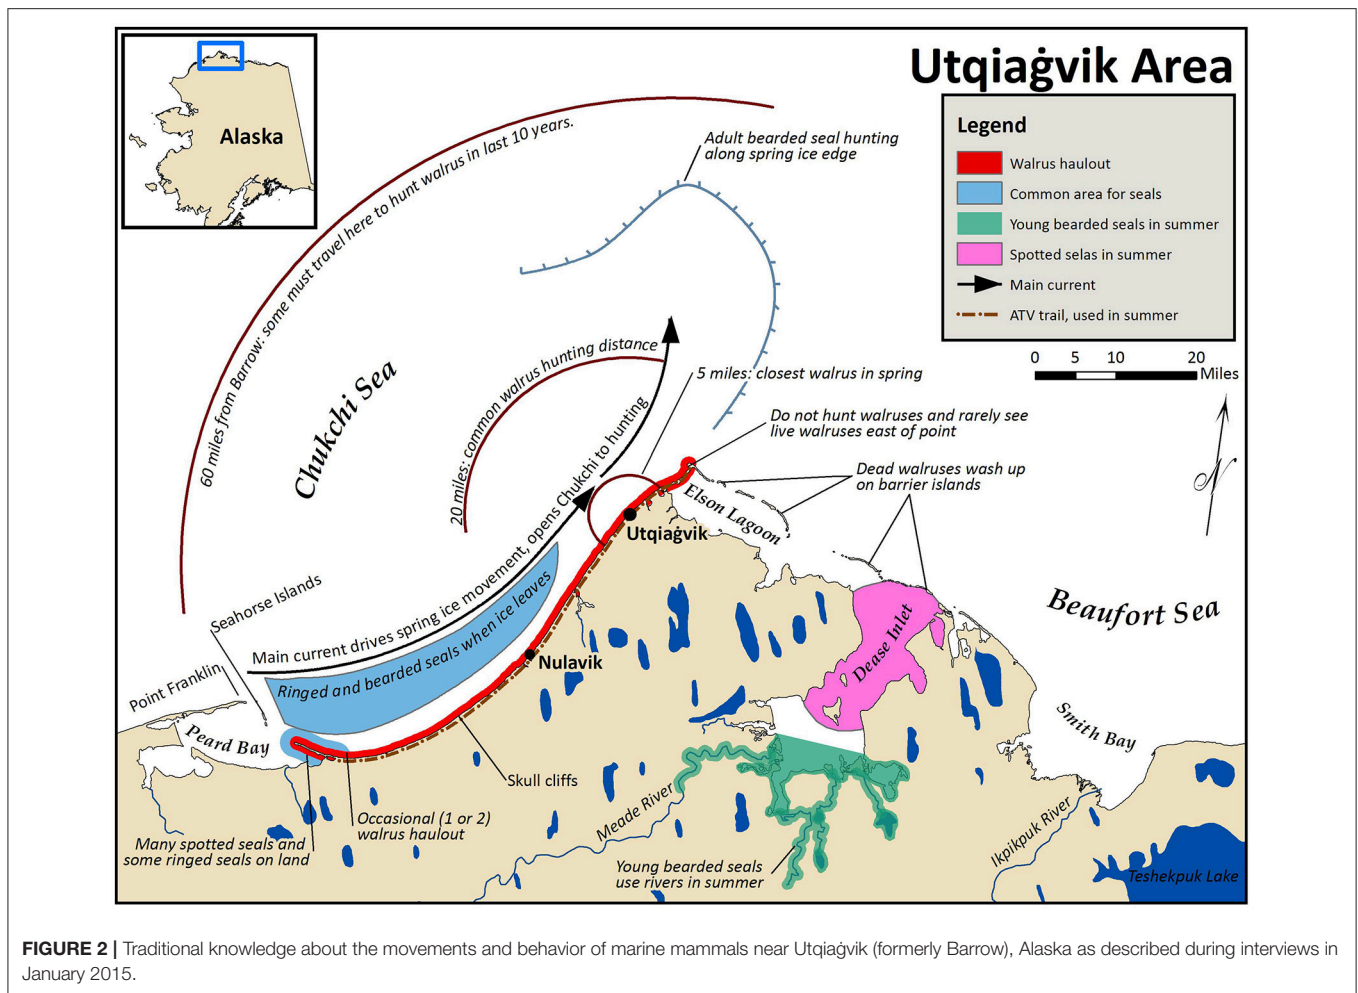 Utqiaġvik Area
Alaska
Legend
Walrus haulout
Common area for seals
Young bearded seals in summer
Spotted selas in summer
Main current
ATV trail, used in summer
0 5 10 20
Miles
N
Adult bearded seal hunting
along spring ice edge
60 miles from Barrow: some must travel here to hunt walrus in last 10 years.
Chukchi Sea
20 miles: common walrus hunting distance
5 miles: closest walrus in spring
Do not hunt walruses and rarely see
live walruses east of point
Dead walruses wash up
on barrier islands
Main current drives spring ice movement, opens Chukchi to hunting
Elson Lagoon
Utqiaġvik
Seahorse Islands
Ringed and bearded seals when ice leaves
Beaufort Sea
Dease Inlet
Nulavik
Point Franklin
Peard Bay
Smith Bay
Skull cliffs
Meade River
Occasional (1 or 2)
walrus haulout
Many spotted seals and
some ringed seals on land
Young bearded seals
use rivers in summer
Ikpikpuk River
Teshekpuk Lake
FIGURE 2 | Traditional knowledge about the movements and behavior of marine mammals near Utqiaġvik (formerly Barrow), Alaska as described during interviews in
January 2015.